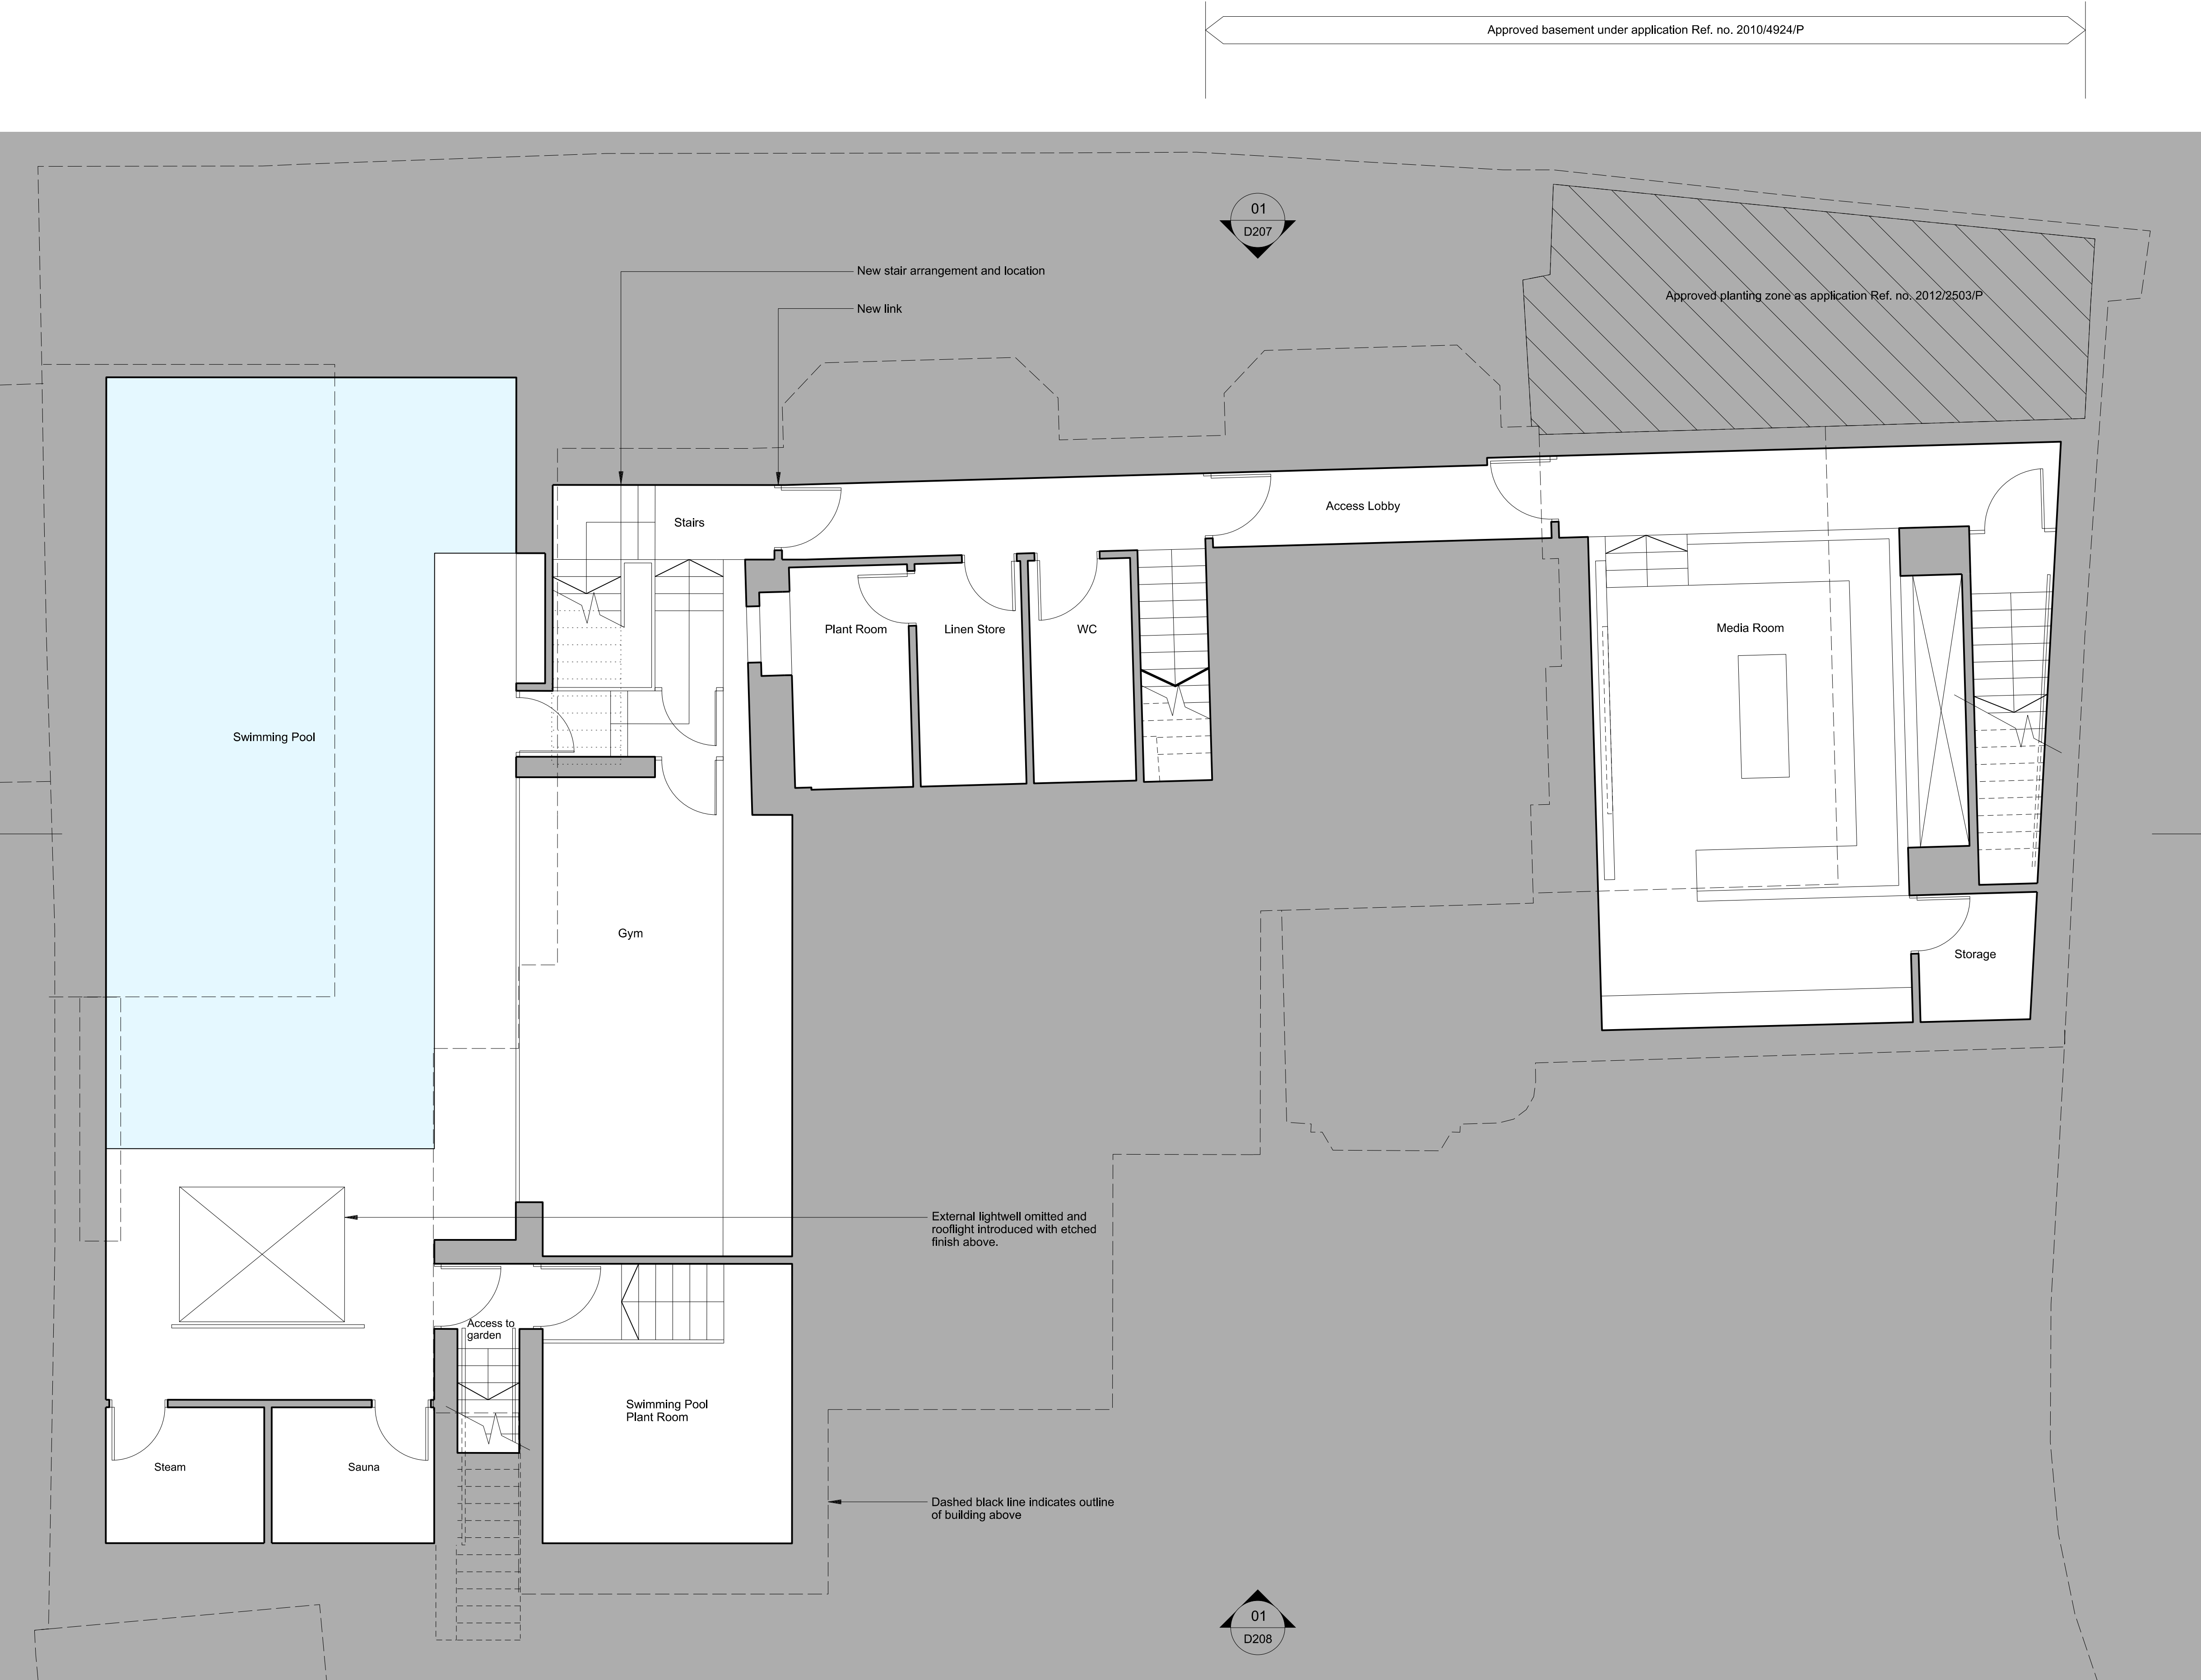 Approved basement under application Ref. no. 2010/4924/P
01
D207
New stair arrangement and location
Approved planting zone as application Ref. no. 2012/2503/P
New link
Access Lobby
Stairs
Plant Room
Linen Store
WC
Media Room
Swimming Pool
Gym
Storage
External lightwell omitted and
rooflight introduced with etched
finish above.
Access to
garden
Swimming Pool
Plant Room
Steam
Sauna
Dashed black line indicates outline
of building above
01
D208